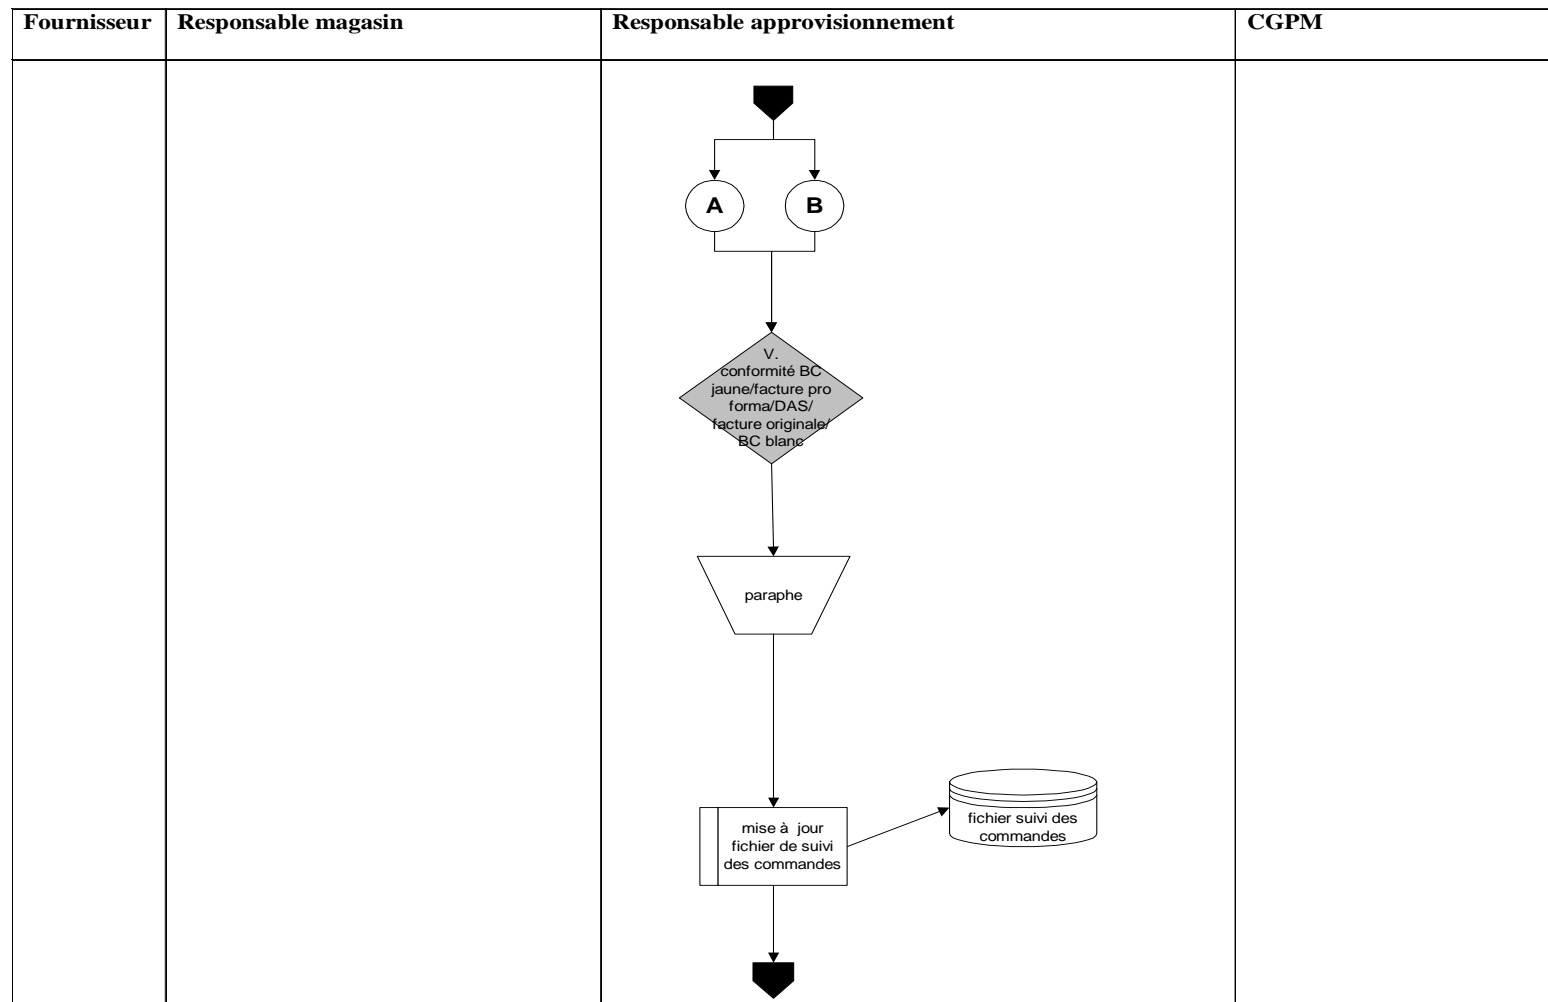 Fournisseur
Responsable magasin
Responsable approvisionnement
CGPM
A
B
V.
conformité BC
jaune/facture pro
forma/DAS/
facture originale/
BC blanc
paraphe
mise à jour
fichier de suivi
des commandes
fichier suivi des
commandes